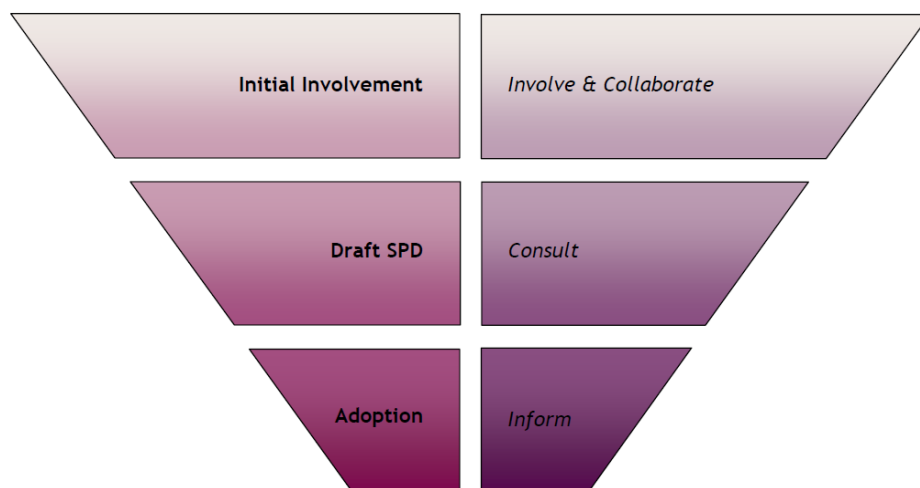 Initial Involvement
Involve & Collaborate
Draft SPD
Consult
Adoption
Inform